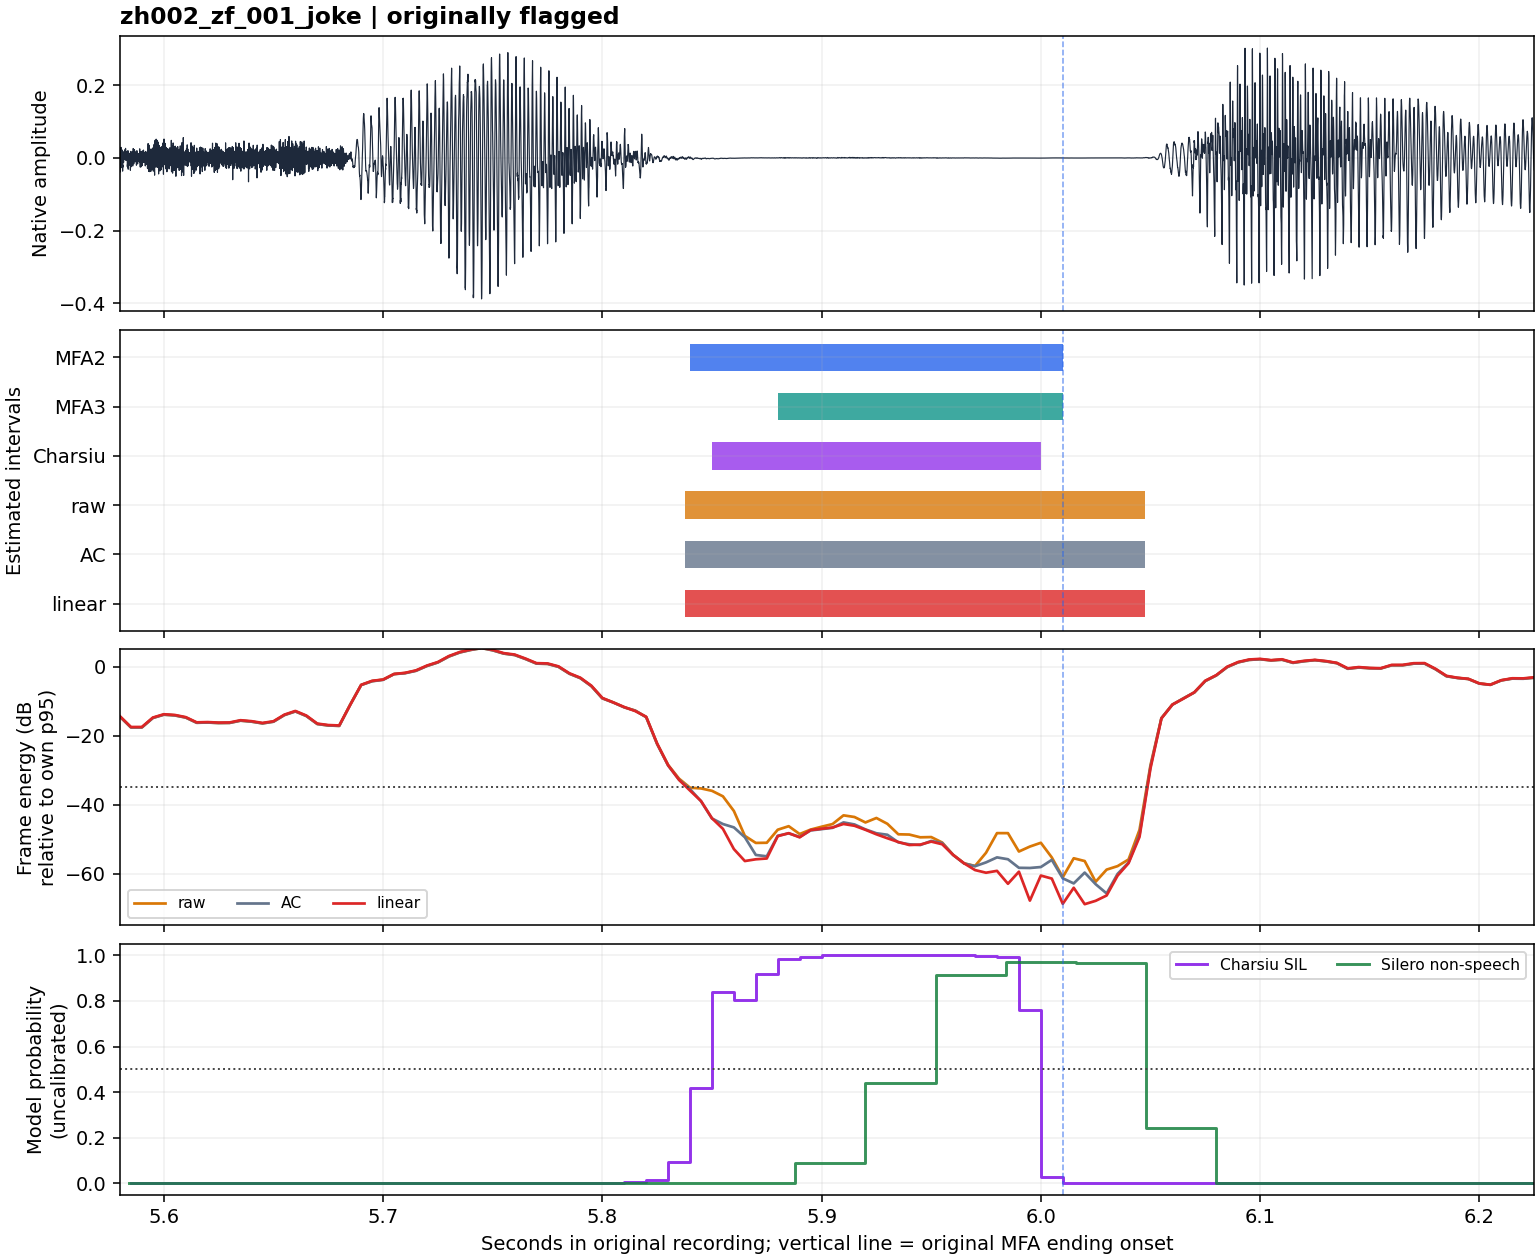 zh002_zf_001_joke | originally flagged
Native amplitude
0.2
0.0
−0.2
−0.4
Estimated intervals
MFA2
MFA3
Charsiu
raw
AC
linear
Frame energy (dB
relative to own p95)
0
−20
−40
−60
raw
AC
linear
Model probability
(uncalibrated)
1.0
0.8
0.6
0.4
0.2
0.0
Charsiu SIL
Silero non-speech
5.6
5.7
5.8
5.9
6.0
6.1
6.2
Seconds in original recording; vertical line = original MFA ending onset